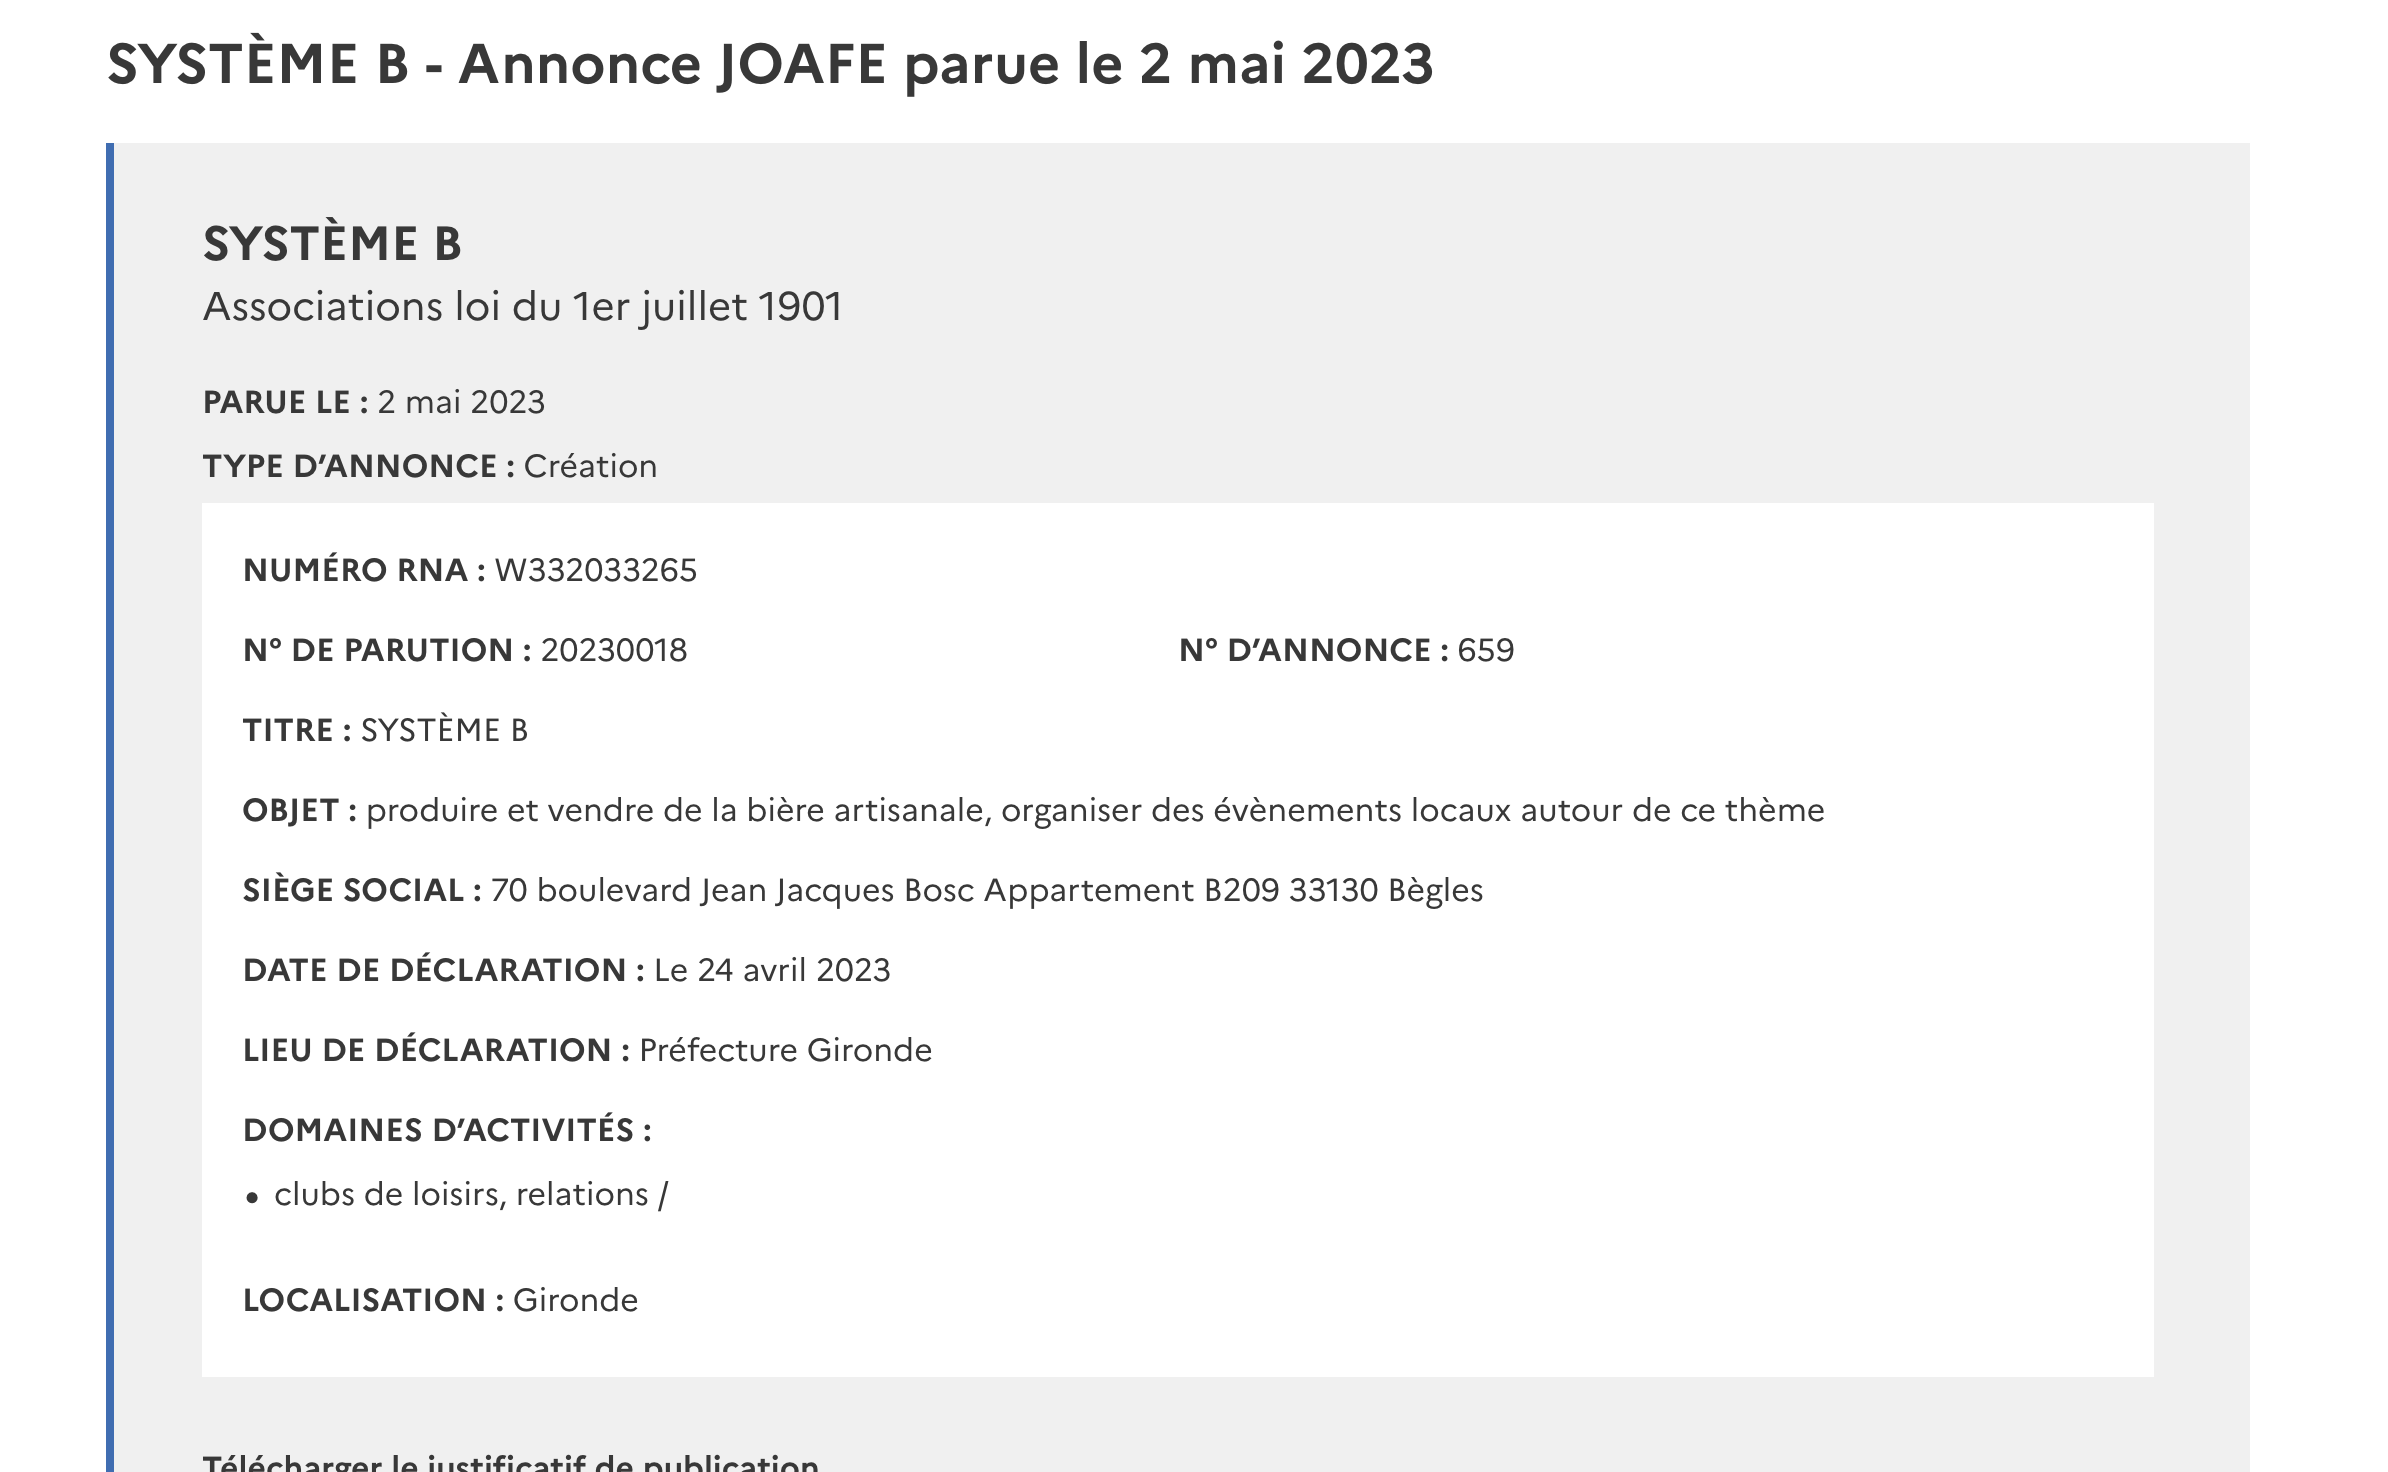 SYSTÈME B - Annonce JOAFE parue le 2 mai 2023
SYSTÈME B
Associations loi du 1er juillet 1901
PARUE LE : 2 mai 2023
TYPE D’ANNONCE : Création
NUMÉRO RNA : W332033265
N° DE PARUTION : 20230018 N° D’ANNONCE : 659
TITRE : SYSTÈME B
OBJET : produire et vendre de la bière artisanale, organiser des évènements locaux autour de ce thème
SIÈGE SOCIAL : 70 boulevard Jean Jacques Bosc Appartement B209 33130 Bègles
DATE DE DÉCLARATION : Le 24 avril 2023
LIEU DE DÉCLARATION : Préfecture Gironde
DOMAINES D’ACTIVITÉS :
• clubs de loisirs, relations /
LOCALISATION : Gironde
Télécharger le justificatif de publication